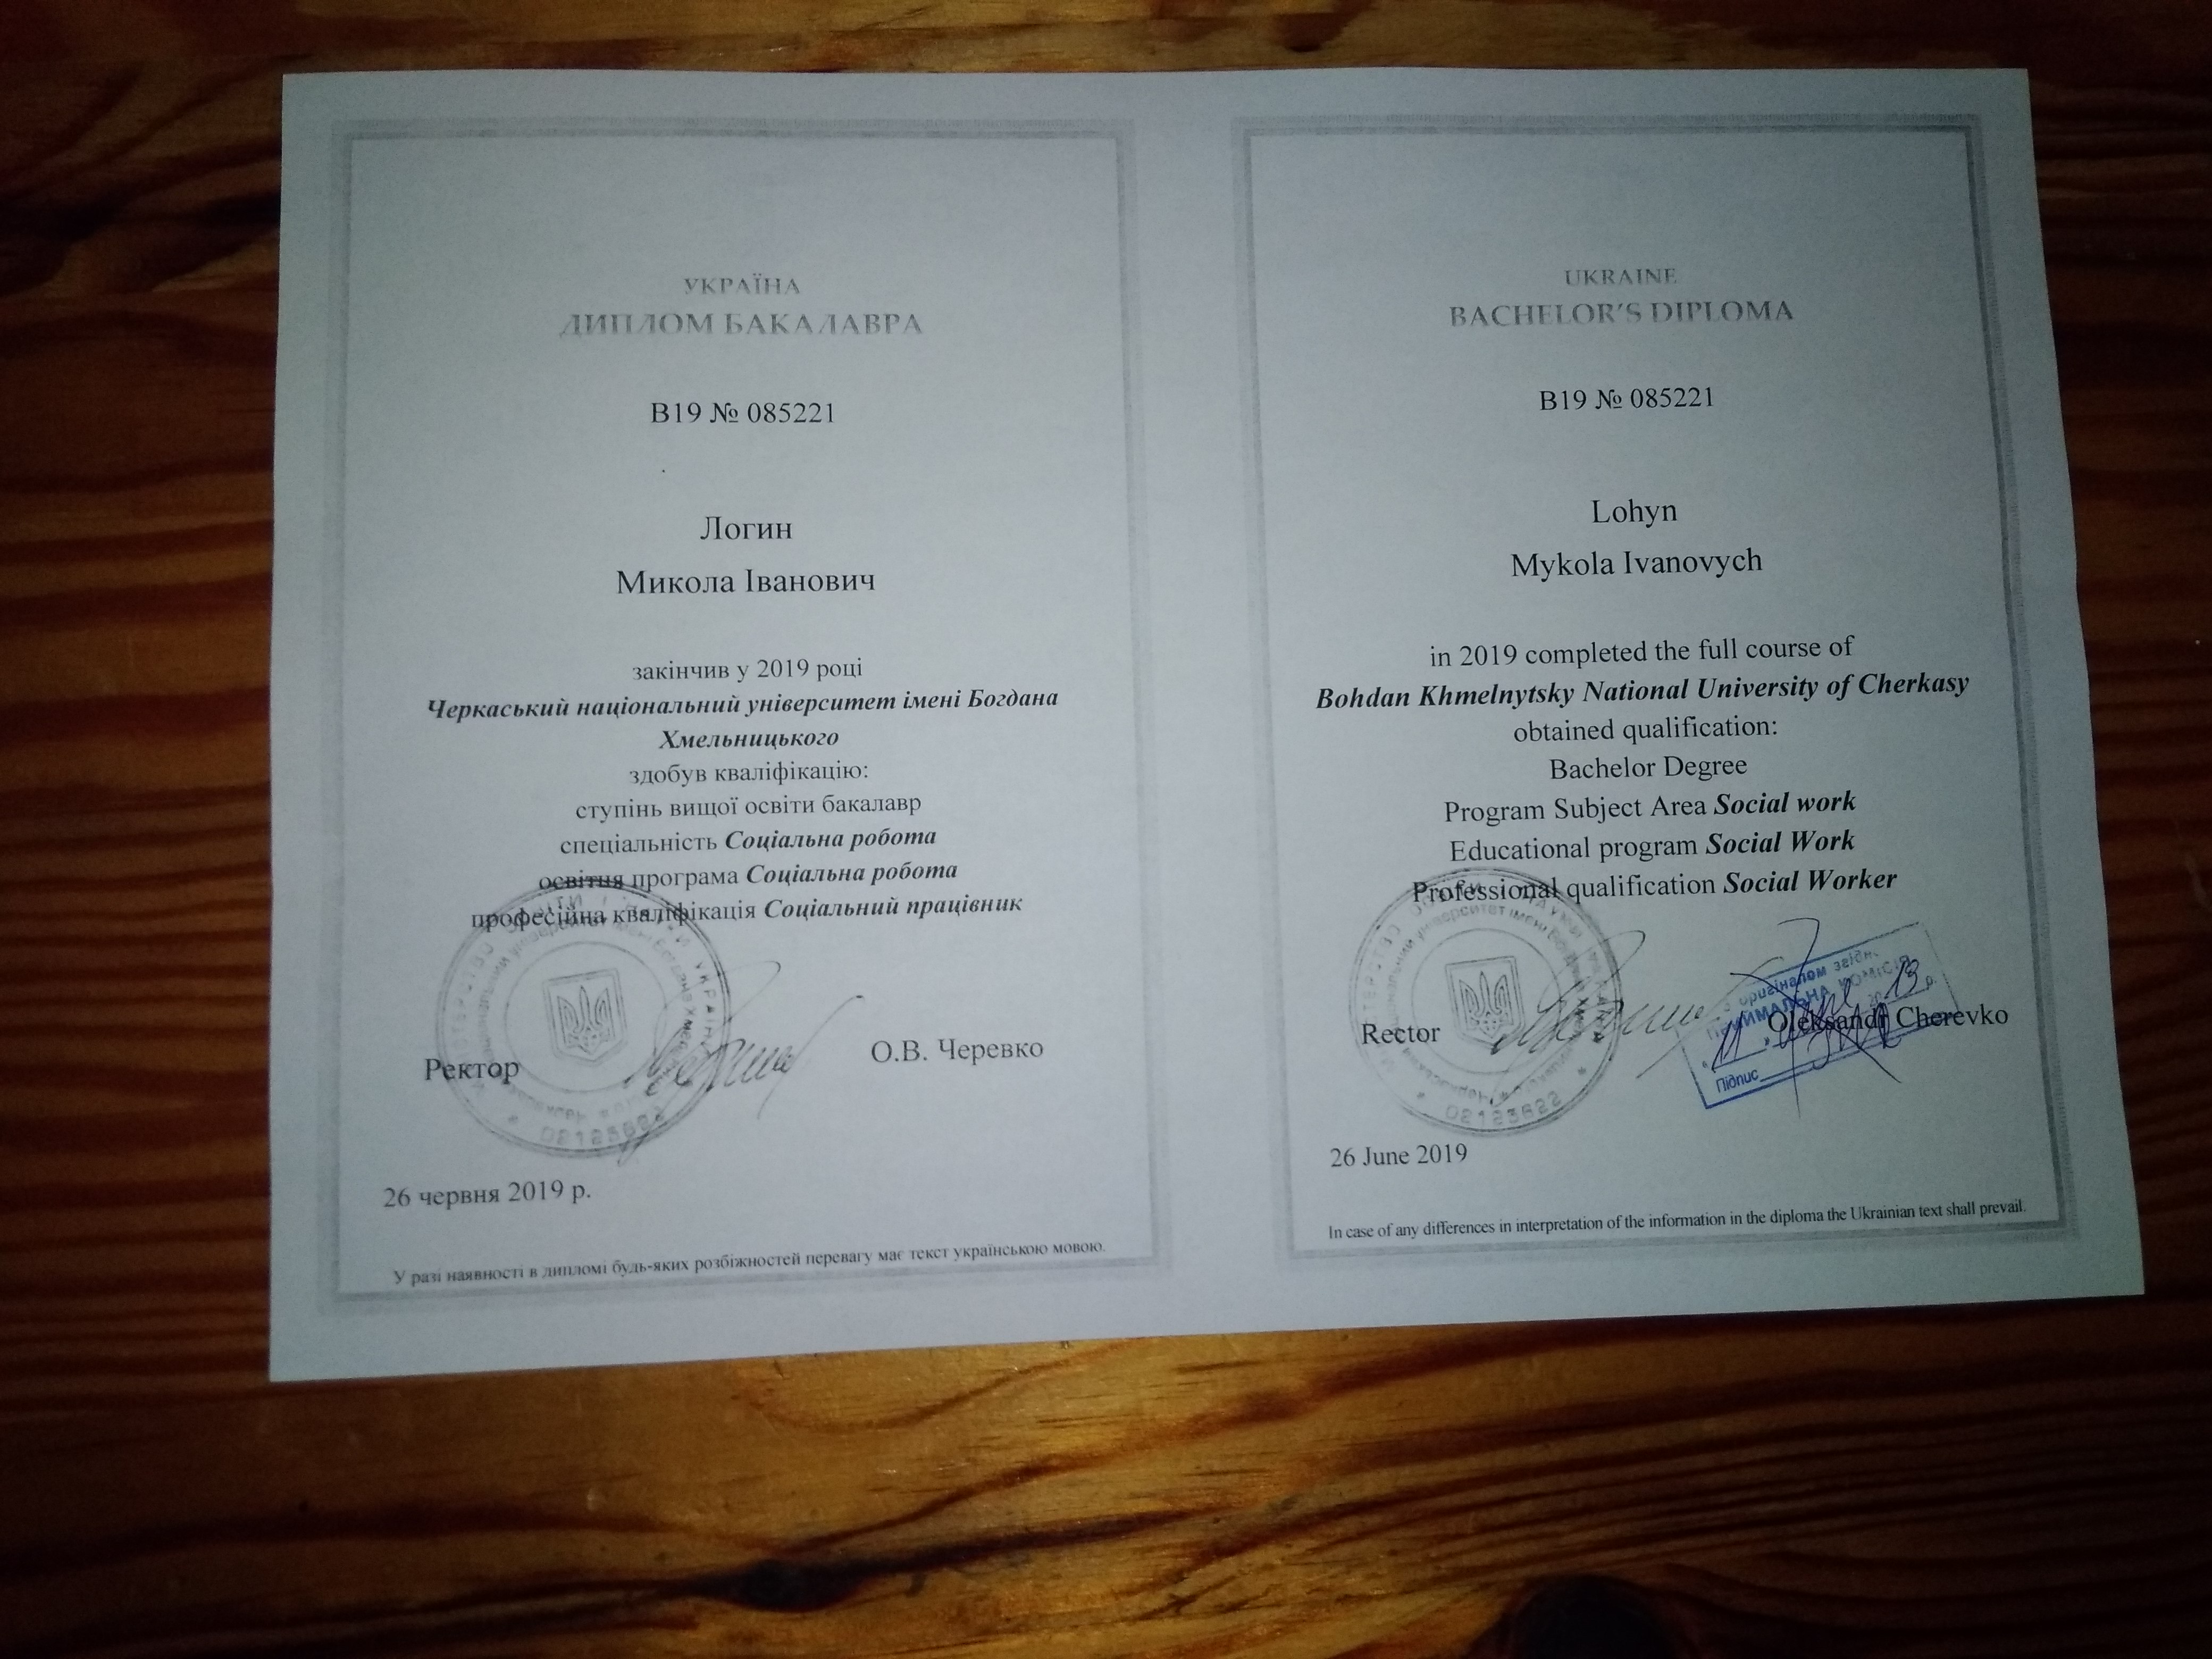 УКРАЇНА
ДИПЛОМ БАКАЛАВРА
B19 № 085221
Логин
Микола Іванович
закінчив у 2019 році
Черкаський національний університет імені Богдана
Хмельницького
здобув кваліфікацію:
ступінь вищої освіти бакалавр
спеціальність Соціальна робота
освітня програма Соціальна робота
професійна кваліфікація Соціальний працівник
Ректор
О.В. Черевко
26 червня 2019 р.
У разі наявності в дипломі будь-яких розбіжностей перевагу має текст українською мовою.
UKRAINE
BACHELOR'S DIPLOMA
B19 № 085221
Lohyn
Mykola Ivanovych
in 2019 completed the full course of
Bohdan Khmelnytsky National University of Cherkasy
obtained qualification:
Bachelor Degree
Program Subject Area Social work
Educational program Social Work
Professional qualification Social Worker
Rector
Oleksandr Cherevko
оригіналом
Підпис
02125622
26 June 2019
In case of any differences in interpretation of the information in the diploma the Ukrainian text shall prevail.